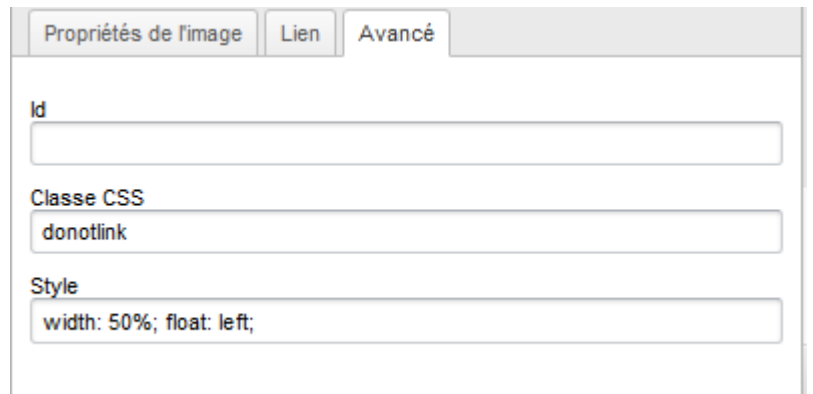 Propriétés de l'image Lien Avancé
Id
Classe CSS
donotlink
Style
width: 50%; float: left;